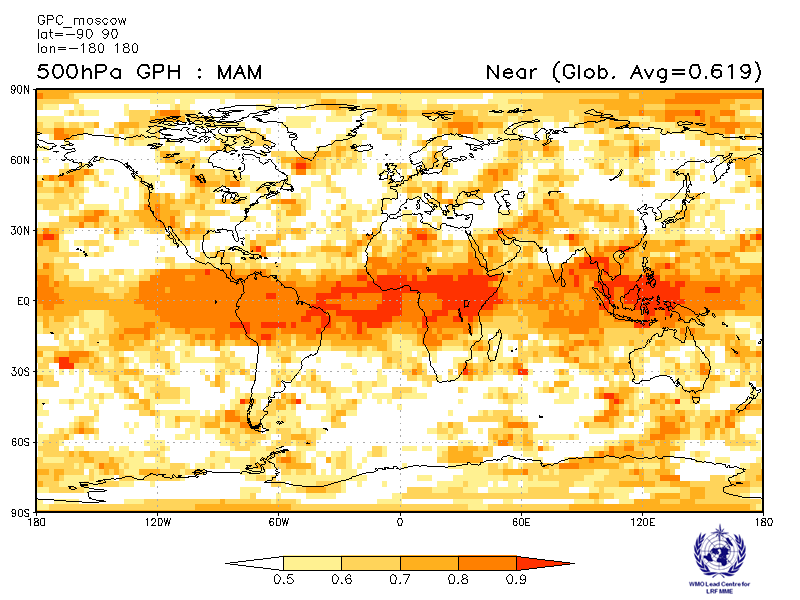 GPC_moscow
lat=-90 90
lon=-180 180
500hPa GPH : MAM
Near (Glob. Avg=0.619)
90N
60N
30N
EQ
30S
60S
90S
180
120W
60W
0
60E
120E
180
0.5
0.6
0.7
0.8
0.9
WMO Lead Centre for
LRF MME